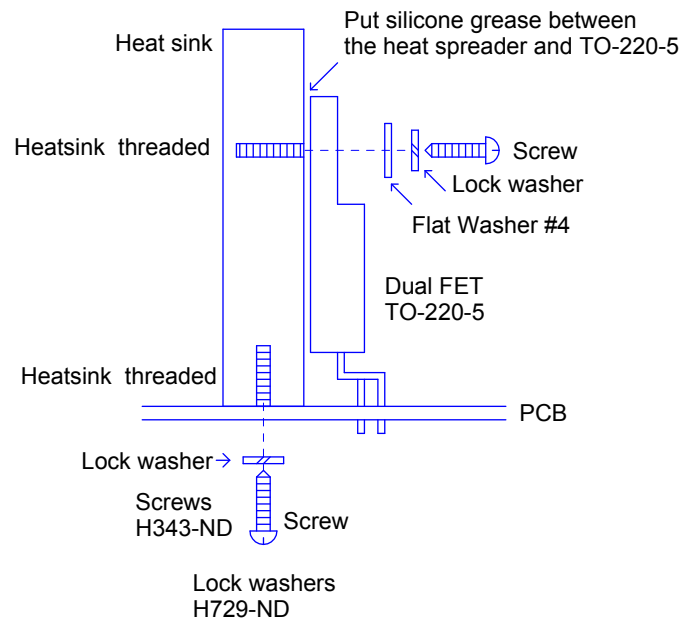 Put silicone grease between
the heat spreader and TO-220-5
Heat sink
Heatsink threaded
Screw
Lock washer
Flat Washer #4
Dual FET
TO-220-5
Heatsink threaded
PCB
Lock washer
Screws
H343-ND
Screw
Lock washers
H729-ND